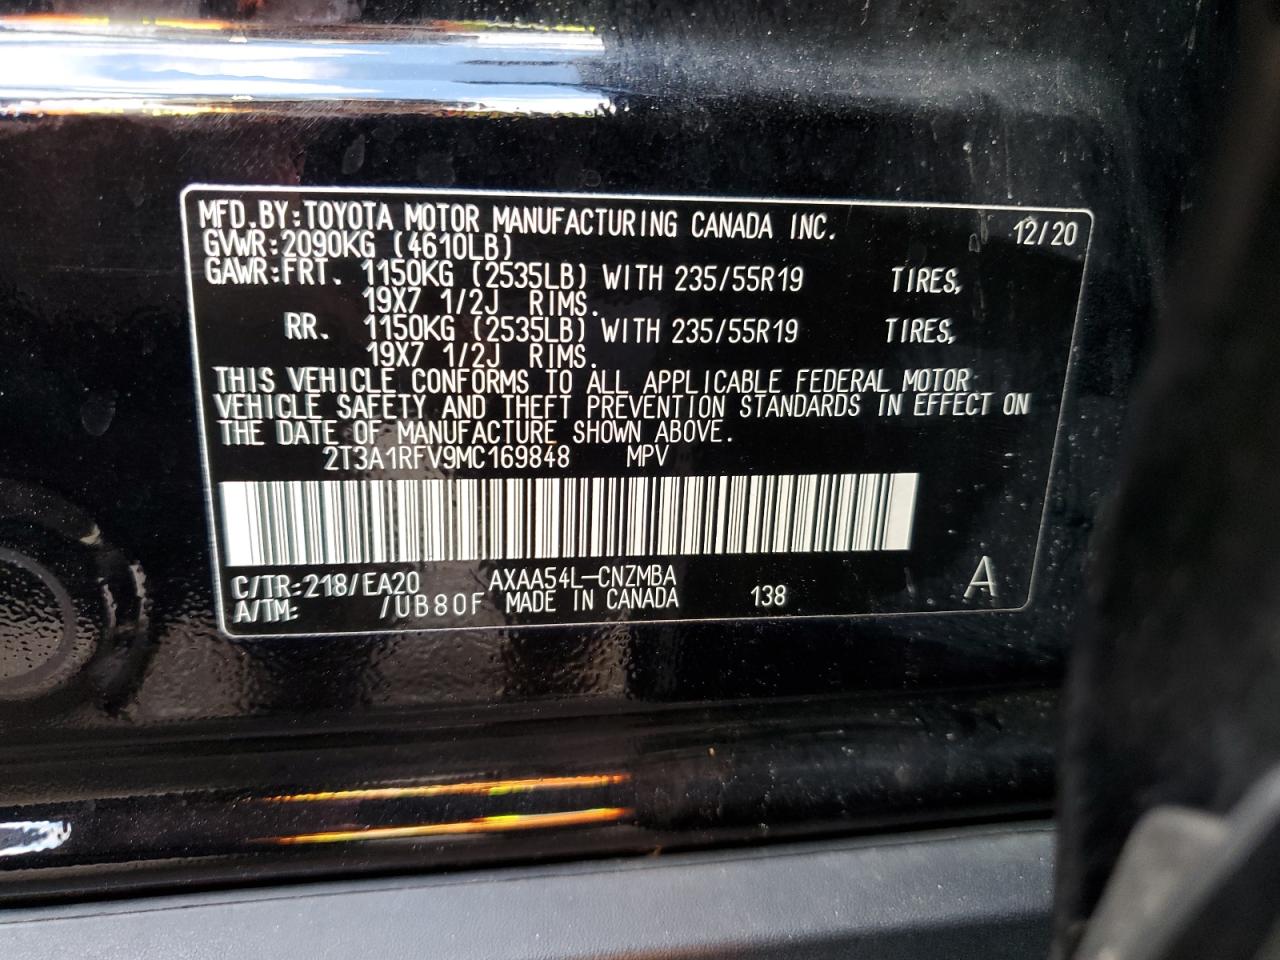 MFD.BY:TOYOTA MOTOR MANUFACTURING CANADA INC. 12/20
GVWR:2090KG (4610LB)
GAWR:FRT. 1150KG (2535LB) WITH 235/55R19 TIRES,
19X7 1/2J RIMS.
RR. 1150KG (2535LB) WITH 235/55R19 TIRES,
19X7 1/2J RIMS.
THIS VEHICLE CONFORMS TO ALL APPLICABLE FEDERAL MOTOR
VEHICLE SAFETY AND THEFT PREVENTION STANDARDS IN EFFECT ON
THE DATE OF MANUFACTURE SHOWN ABOVE.
2T3A1RFV9MC169848 MPV
C/TR:218/EA20 AXAA54L-CNZMBA A
A/TM: /UB80F MADE IN CANADA 138